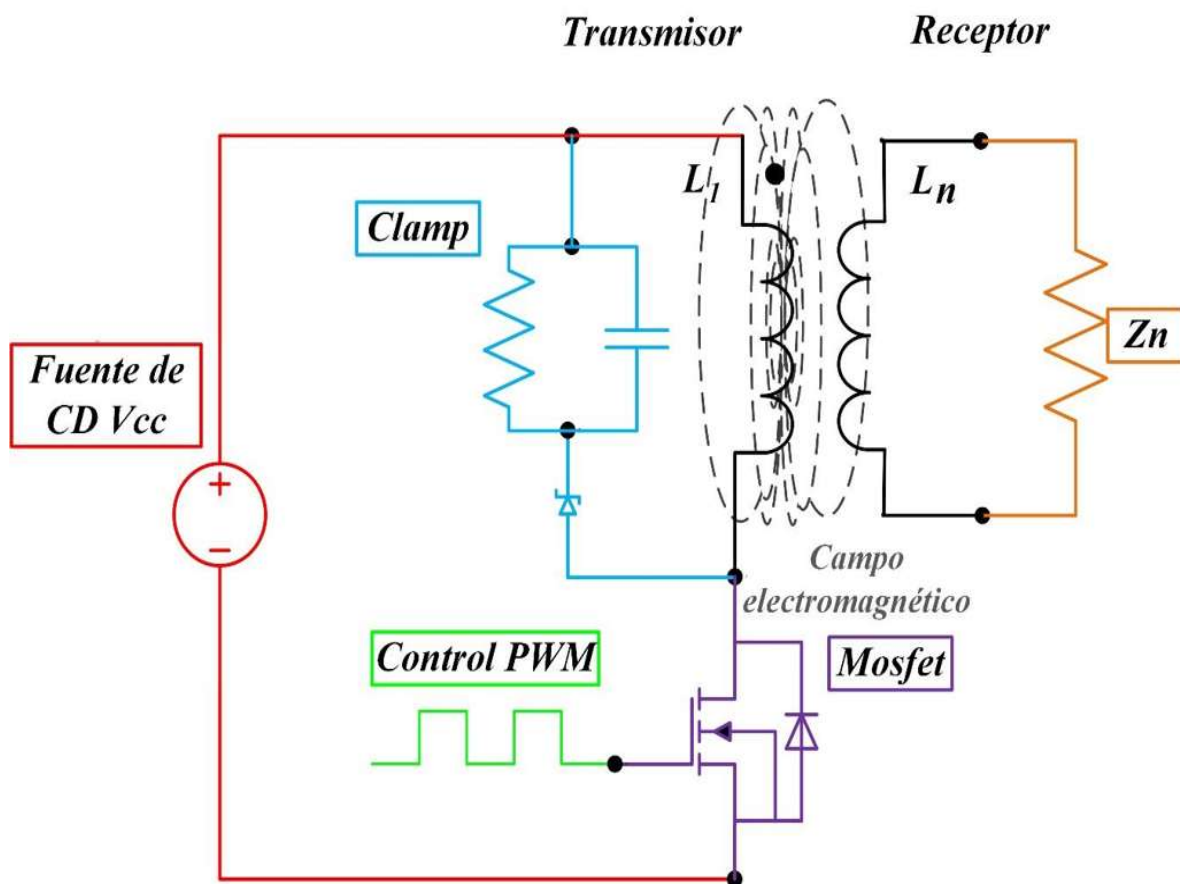 Transmisor
Receptor
L1
Ln
Clamp
Zn
Fuente de
CD Vcc
+
−
Campo
electromagnético
Control PWM
Mosfet